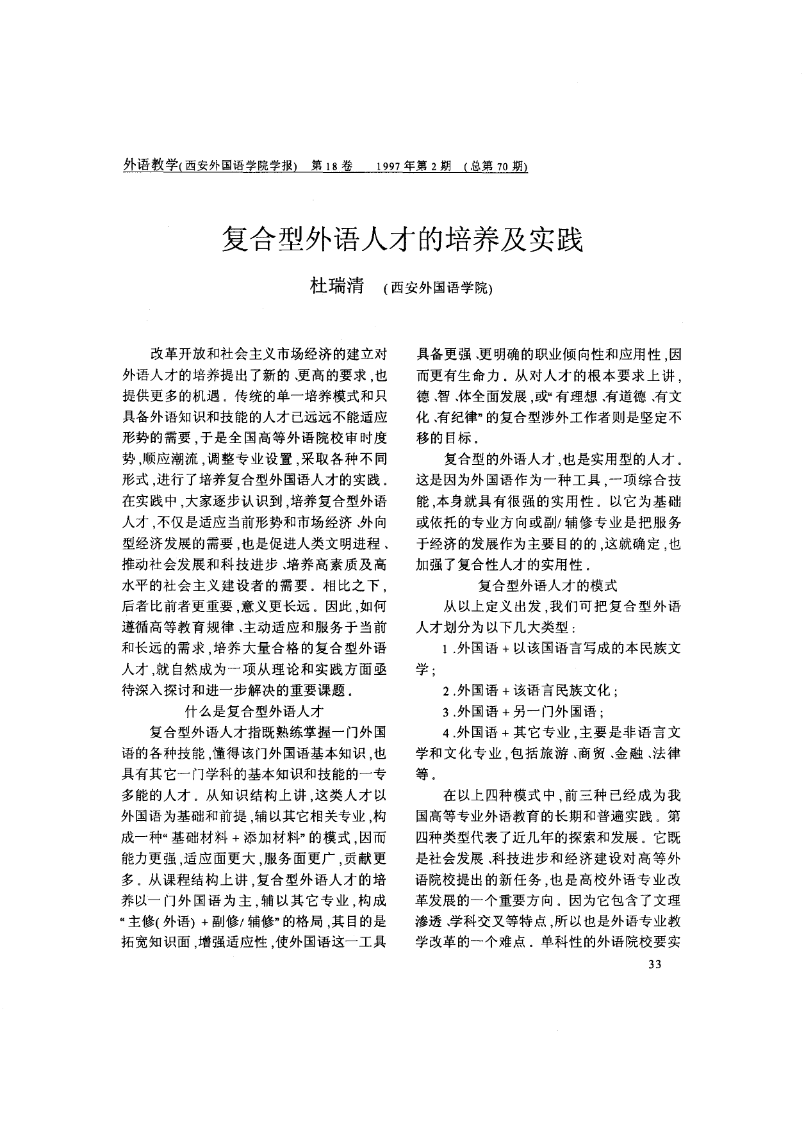 外语教学(西安外国语学院学报) 第18卷 1997年第2期 (总第70期)
复合型外语人才的培养及实践
杜瑞清 (西安外国语学院)
改革开放和社会主义市场经济的建立对
外语人才的培养提出了新的、更高的要求,也
提供更多的机遇。传统的单一培养模式和只
具备外语知识和技能的人才已远远不能适应
形势的需要,于是全国高等外语院校审时度
势,顺应潮流,调整专业设置,采取各种不同
形式,进行了培养复合型外国语人才的实践。
在实践中,大家逐步认识到,培养复合型外语
人才,不仅是适应当前形势和市场经济、外向
型经济发展的需要,也是促进人类文明进程、
推动社会发展和科技进步、培养高素质及高
水平的社会主义建设者的需要。相比之下,
后者比前者更重要,意义更长远。因此,如何
遵循高等教育规律、主动适应和服务于当前
和长远的需求,培养大量合格的复合型外语
人才,就自然成为一项从理论和实践方面亟
待深入探讨和进一步解决的重要课题。
什么是复合型外语人才
复合型外语人才指既熟练掌握一门外国
语的各种技能,懂得该门外国语基本知识,也
具有其它一门学科的基本知识和技能的一专
多能的人才。从知识结构上讲,这类人才以
外国语为基础和前提,辅以其它相关专业,构
成一种“基础材料+添加材料”的模式,因而
能力更强,适应面更大,服务面更广,贡献更
多。从课程结构上讲,复合型外语人才的培
养以一门外国语为主,辅以其它专业,构成
“主修(外语)+副修/辅修”的格局,其目的是
拓宽知识面,增强适应性,使外国语这一工具
具备更强、更明确的职业倾向性和应用性,因
而更有生命力。从对人才的根本要求上讲,
德、智、体全面发展,或“有理想、有道德、有文
化、有纪律”的复合型涉外工作者则是坚定不
移的目标。
复合型的外语人才,也是实用型的人才。
这是因为外国语作为一种工具,一项综合技
能,本身就具有很强的实用性。以它为基础
或依托的专业方向或副/辅修专业是把服务
于经济的发展作为主要目的的,这就确定,也
加强了复合性人才的实用性。
复合型外语人才的模式
从以上定义出发,我们可把复合型外语
人才划分为以下几大类型:
1.外国语+以该国语言写成的本民族文
学;
2.外国语+该语言民族文化;
3.外国语+另一门外国语;
4.外国语+其它专业,主要是非语言文
学和文化专业,包括旅游、商贸、金融、法律
等。
在以上四种模式中,前三种已经成为我
国高等专业外语教育的长期和普遍实践。第
四种类型代表了近几年的探索和发展。它既
是社会发展、科技进步和经济建设对高等外
语院校提出的新任务,也是高校外语专业改
革发展的一个重要方向。因为它包含了文理
渗透、学科交叉等特点,所以也是外语专业教
学改革的一个难点。单科性的外语院校要实
33